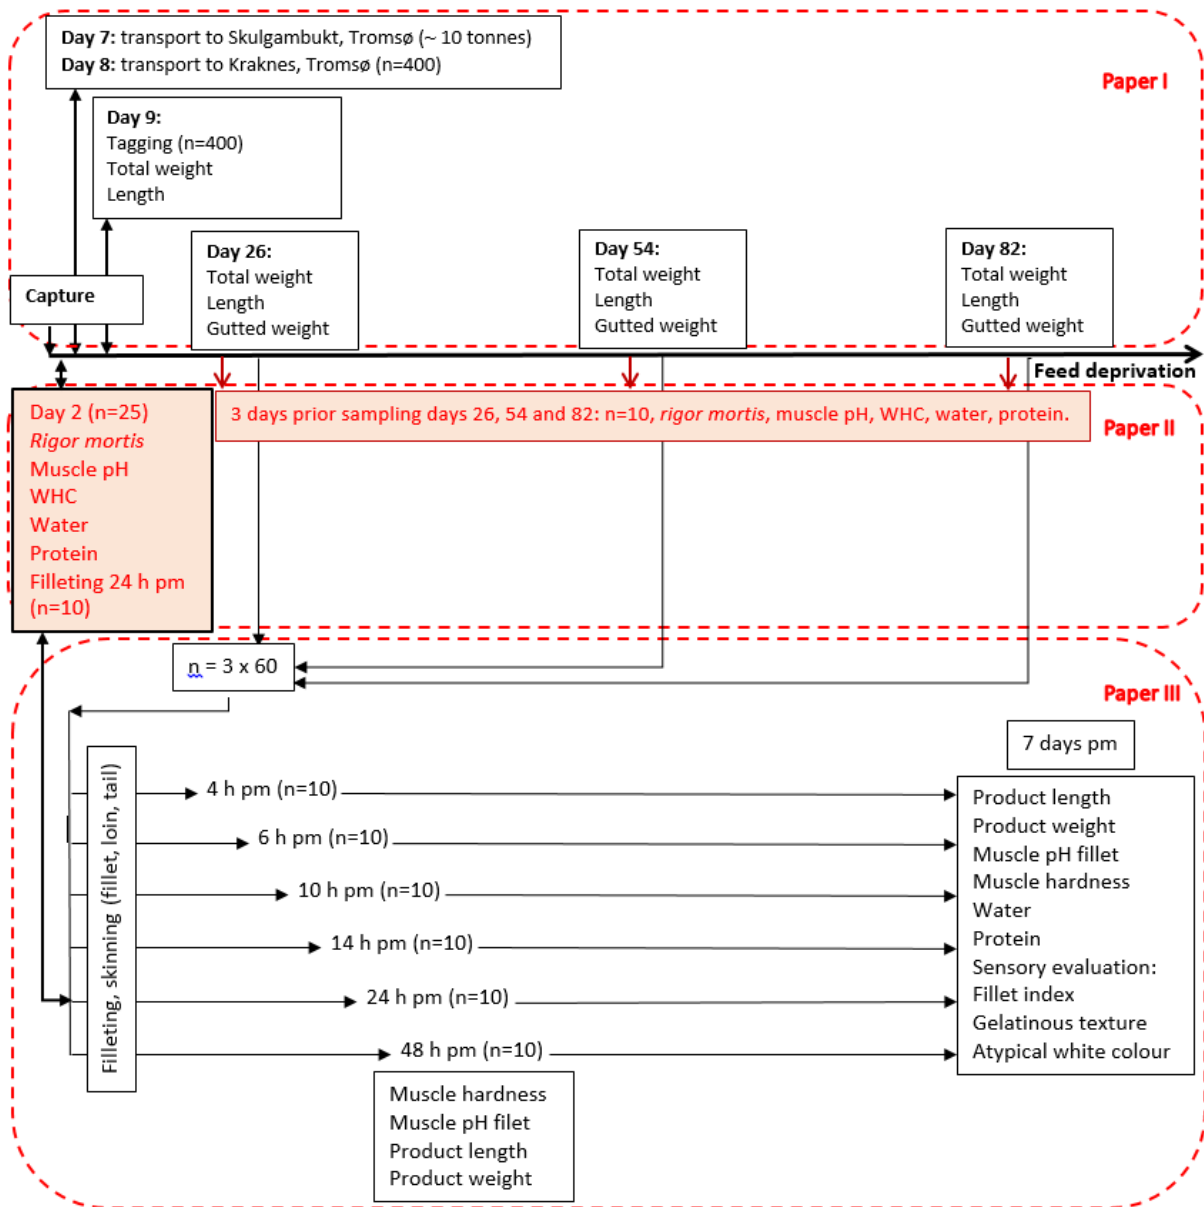 Day 7: transport to Skulgambukt, Tromsø (~ 10 tonnes)
Day 8: transport to Kraknes, Tromsø (n=400)
Paper I
Day 9:
Tagging (n=400)
Total weight
Length
Day 26:
Total weight
Length
Gutted weight
Day 54:
Total weight
Length
Gutted weight
Day 82:
Total weight
Length
Gutted weight
Capture
Feed deprivation
Day 2 (n=25)
Rigor mortis
Muscle pH
WHC
Water
Protein
Filleting 24 h pm
(n=10)
3 days prior sampling days 26, 54 and 82: n=10, rigor mortis, muscle pH, WHC, water, protein.
Paper II
n = 3 x 60
Paper III
7 days pm
Filleting, skinning (fillet, loin, tail)
4 h pm (n=10)
6 h pm (n=10)
10 h pm (n=10)
14 h pm (n=10)
24 h pm (n=10)
48 h pm (n=10)
Product length
Product weight
Muscle pH fillet
Muscle hardness
Water
Protein
Sensory evaluation:
Fillet index
Gelatinous texture
Atypical white colour
Muscle hardness
Muscle pH filet
Product length
Product weight